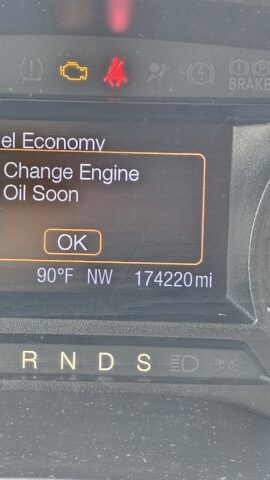 BRAKE
el Economy
Change Engine
Oil Soon
OK
90°F NW 174220mi
R N D S